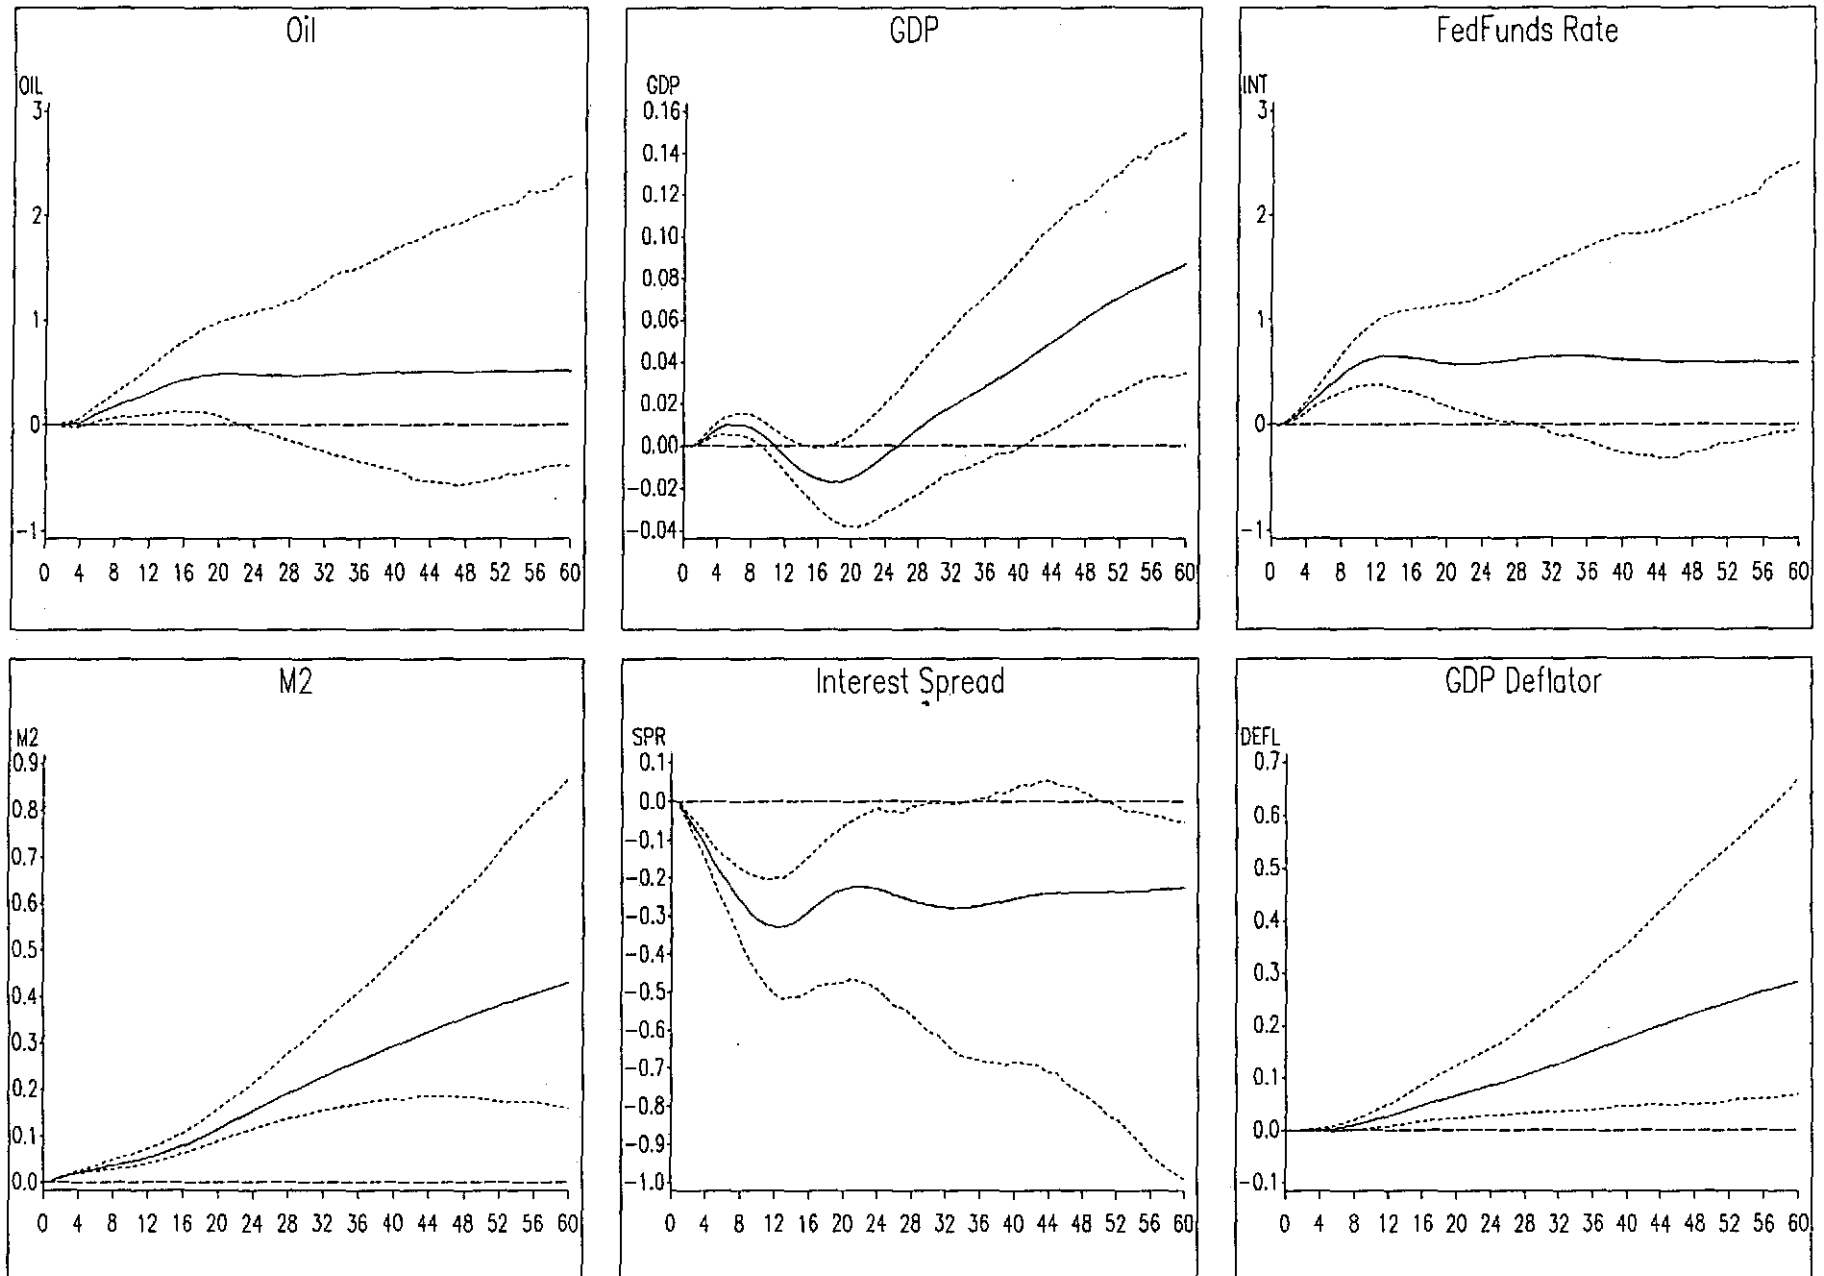 Oil
OIL
3
2
1
0
-1
0 4 8 12 16 20 24 28 32 36 40 44 48 52 56 60
GDP
GDP
0.16
0.14
0.12
0.10
0.08
0.06
0.04
0.02
0.00
-0.02
-0.04
0 4 8 12 16 20 24 28 32 36 40 44 48 52 56 60
FedFunds Rate
INT
3
2
1
0
-1
0 4 8 12 16 20 24 28 32 36 40 44 48 52 56 60
M2
M2
0.9
0.8
0.7
0.6
0.5
0.4
0.3
0.2
0.1
0.0
0 4 8 12 16 20 24 28 32 36 40 44 48 52 56 60
Interest Spread
SPR
0.1
0.0
-0.1
-0.2
-0.3
-0.4
-0.5
-0.6
-0.7
-0.8
-0.9
-1.0
0 4 8 12 16 20 24 28 32 36 40 44 48 52 56 60
GDP Deflator
DEFL
0.7
0.6
0.5
0.4
0.3
0.2
0.1
0.0
-0.1
0 4 8 12 16 20 24 28 32 36 40 44 48 52 56 60